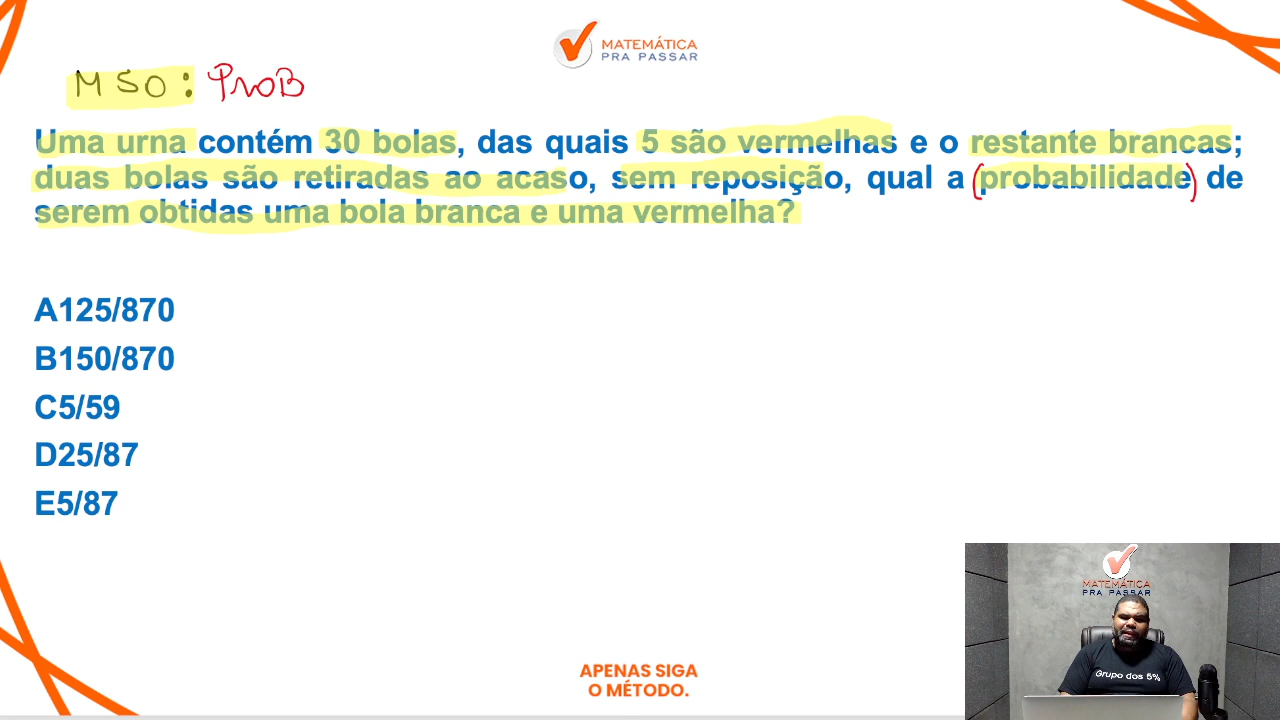 MATEMÁTICA
PRA PASSAR
MSO: PROB
Uma urna contém 30 bolas, das quais 5 são vermelhas e o restante brancas;
duas bolas são retiradas ao acaso, sem reposição, qual a (probabilidade) de
serem obtidas uma bola branca e uma vermelha?
A125/870
B150/870
C5/59
D25/87
E5/87
MATEMÁTICA
PRA PASSAR
Grupo dos 5%
APENAS SIGA
O MÉTODO.